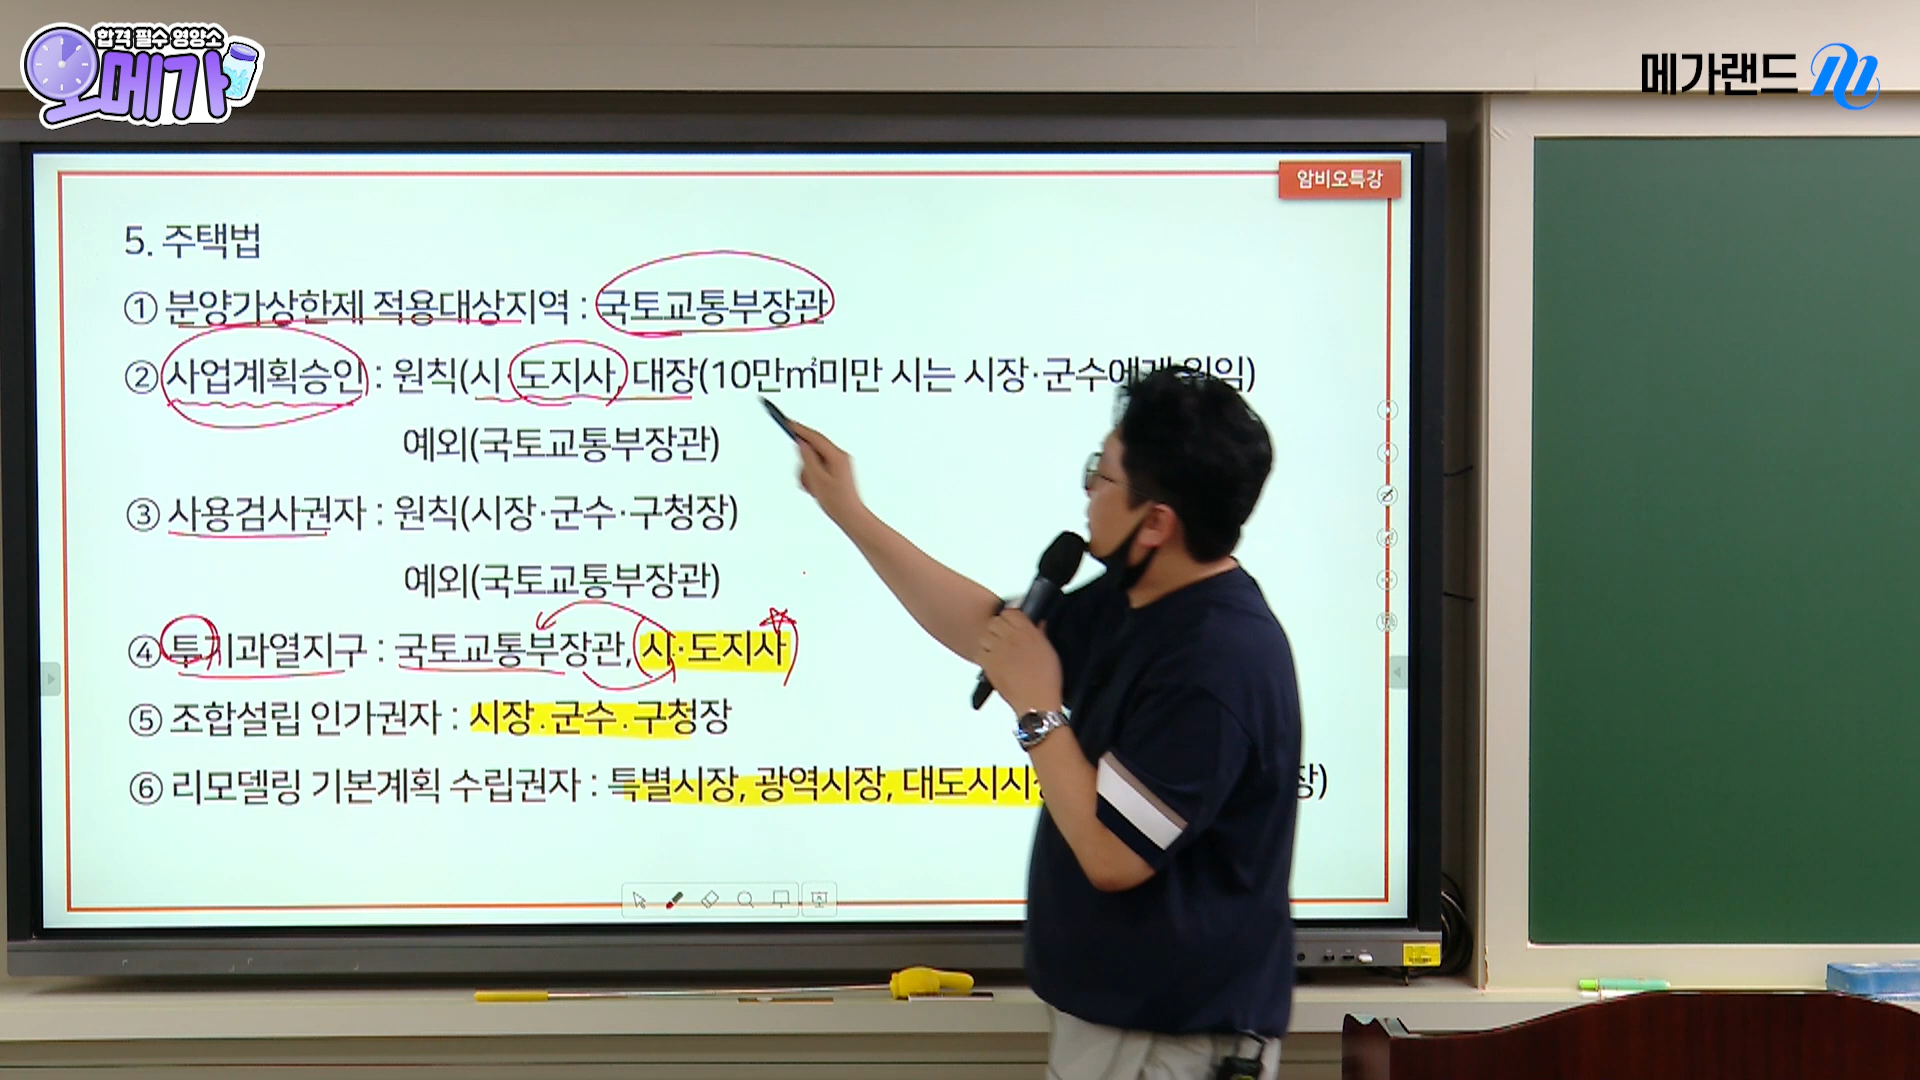 합격 필수 영양소
오메가
메가랜드
암비오특강
5. 주택법
① 분양가상한제 적용대상지역 : 국토교통부장관
② 사업계획승인 : 원칙(시·도지사, 대장(10만㎡미만 시는 시장·군수에게 위임)
예외(국토교통부장관)
③ 사용검사권자 : 원칙(시장·군수·구청장)
예외(국토교통부장관)
④ 투기과열지구 : 국토교통부장관, 시·도지사
⑤ 조합설립 인가권자 : 시장.군수.구청장
⑥ 리모델링 기본계획 수립권자 : 특별시장, 광역시장, 대도시시장